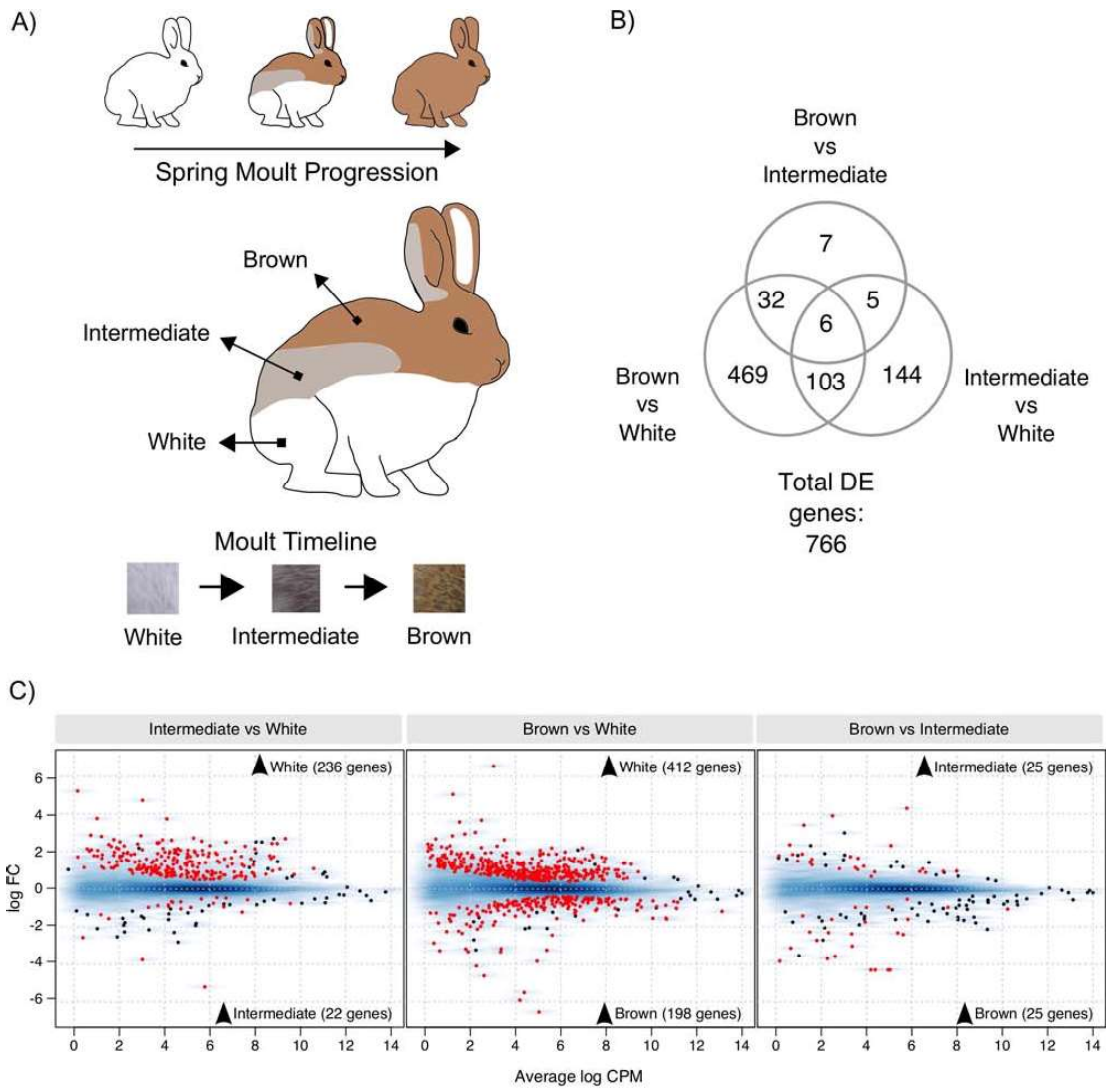 A)
Spring Moult Progression
Brown
Intermediate
White
Moult Timeline
White
Intermediate
Brown
B)
Brown
vs
Intermediate
7
32
5
6
469
103
144
Brown
vs
White
Intermediate
vs
White
Total DE
genes:
766
C)
Intermediate vs White
Brown vs White
Brown vs Intermediate
White (236 genes)
White (412 genes)
Intermediate (25 genes)
6
4
2
0
-2
-4
-6
log FC
Intermediate (22 genes)
Brown (198 genes)
Brown (25 genes)
0 2 4 6 8 10 12 14
0 2 4 6 8 10 12 14
0 2 4 6 8 10 12 14
Average log CPM